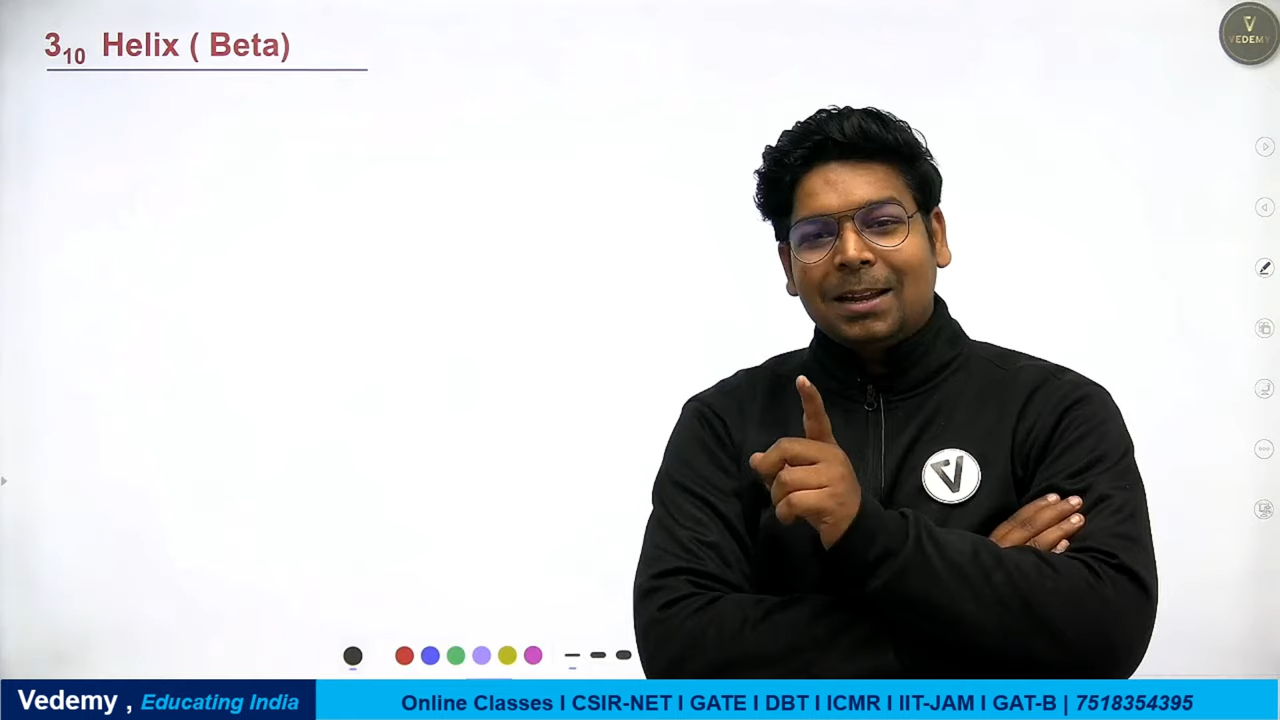 3₁₀ Helix ( Beta)
VEDEMY
Vedemy , Educating India
Online Classes I CSIR-NET I GATE I DBT I ICMR I IIT-JAM I GAT-B | 7518354395